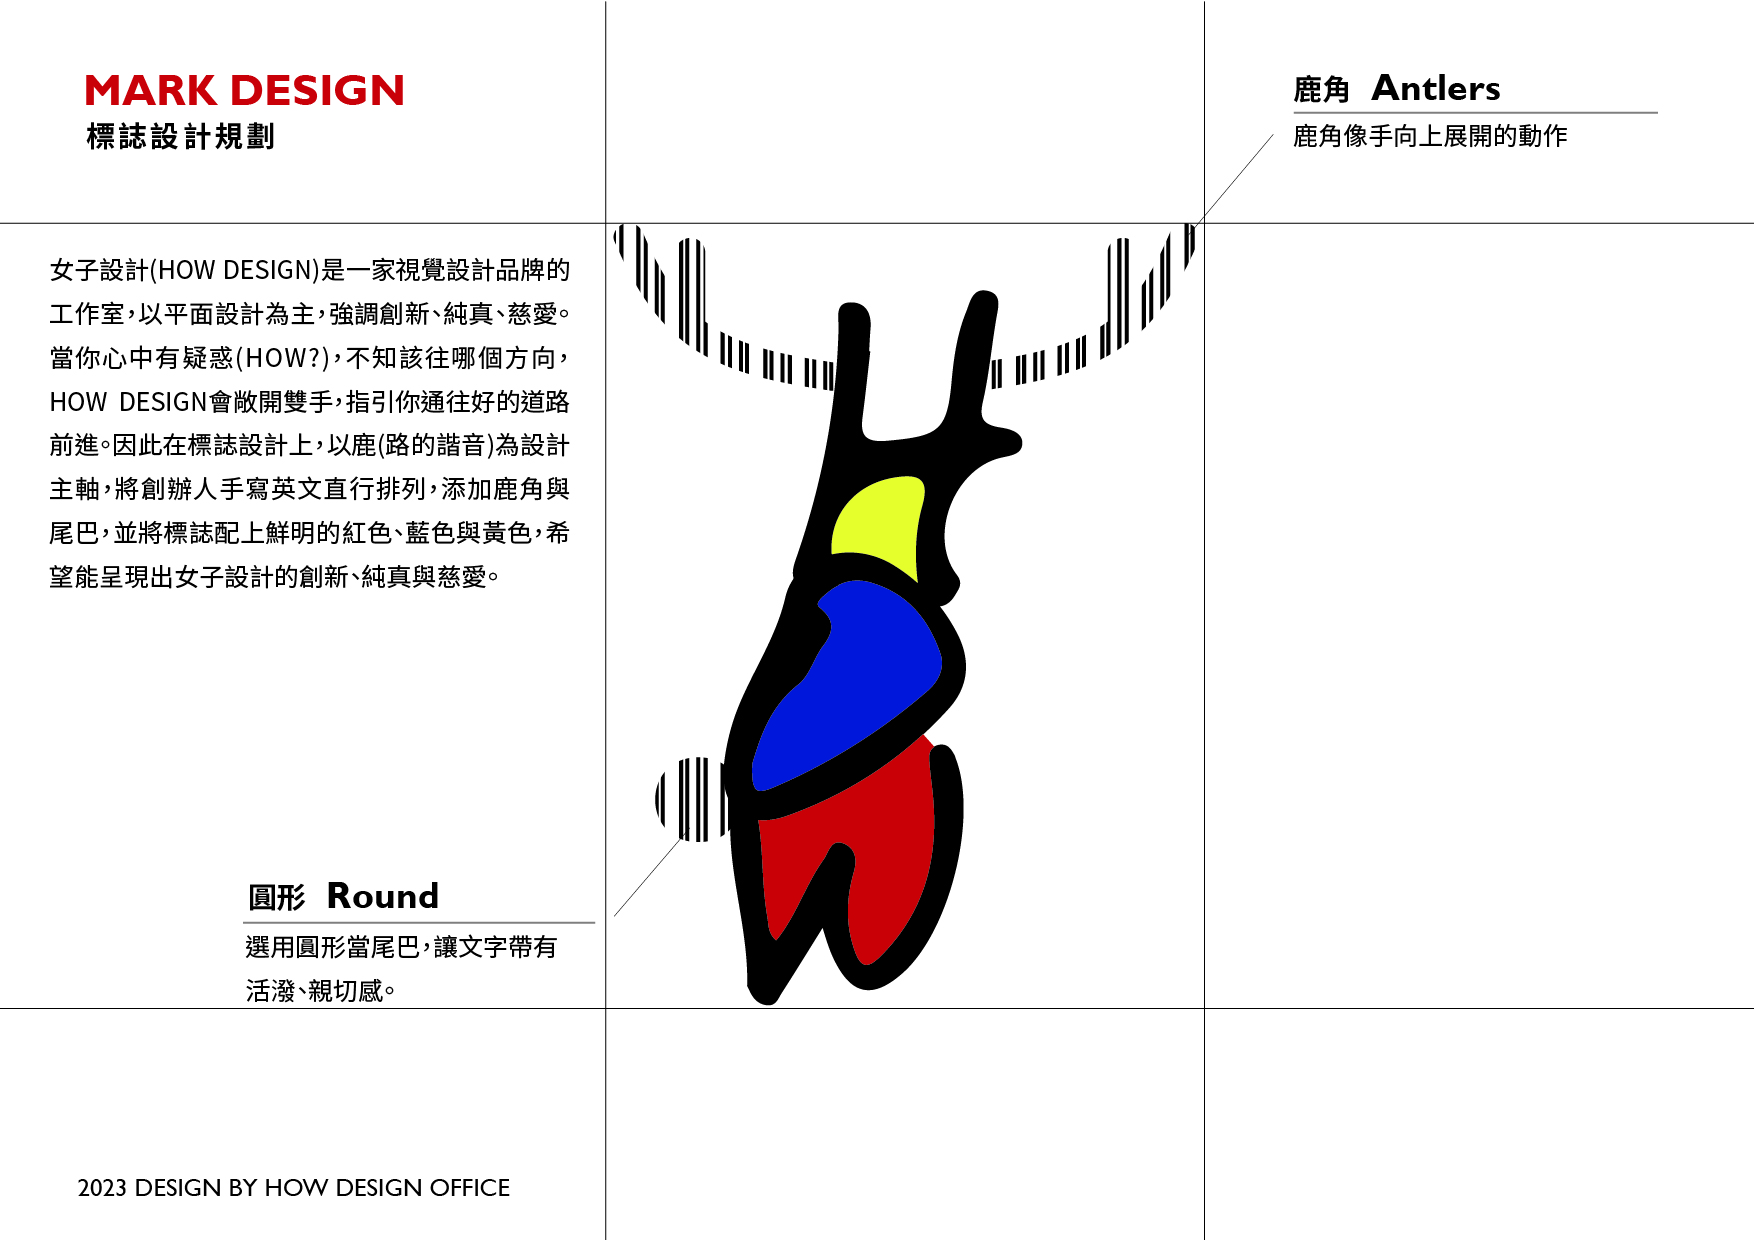 MARK DESIGN
標誌設計規劃
鹿角 Antlers
鹿角像手向上展開的動作
女子設計(HOW DESIGN)是一家視覺設計品牌的
工作室,以平面設計為主,強調創新、純真、慈愛。
當你心中有疑惑(HOW?),不知該往哪個方向,
HOW DESIGN會敞開雙手,指引你通往好的道路
前進。因此在標誌設計上,以鹿(路的諧音)為設計
主軸,將創辦人手寫英文直行排列,添加鹿角與
尾巴,並將標誌配上鮮明的紅色、藍色與黃色,希
望能呈現出女子設計的創新、純真與慈愛。
圓形 Round
選用圓形當尾巴,讓文字帶有
活潑、親切感。
2023 DESIGN BY HOW DESIGN OFFICE